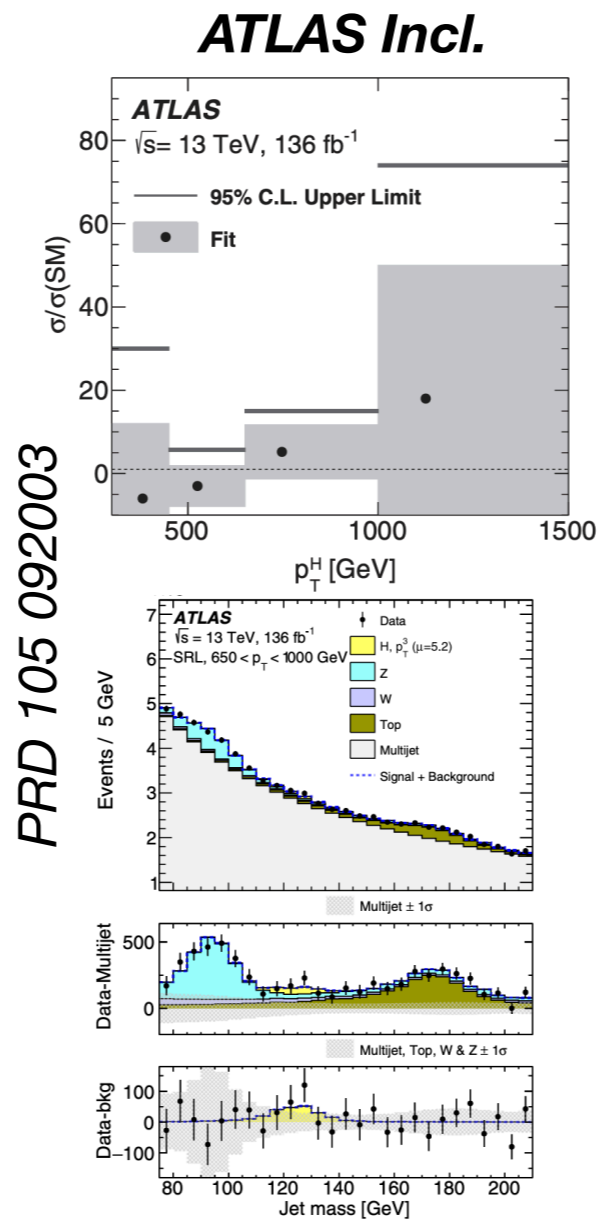 ATLAS Incl.
PRD 105 092003
ATLAS
√s= 13 TeV, 136 fb⁻¹
95% C.L. Upper Limit
Fit
σ/σ(SM)
80
60
40
20
0
500
1000
1500
p_T^H [GeV]
ATLAS
√s = 13 TeV, 136 fb⁻¹
SRL, 650 < p_T < 1000 GeV
Data
H, p_T^3 (μ=5.2)
Z
W
Top
Multijet
Signal + Background
Events / 5 GeV
7
6
5
4
3
2
1
Multijet ± 1σ
Data-Multijet
500
0
Multijet, Top, W & Z ± 1σ
Data-bkg
100
0
−100
80 100 120 140 160 180 200
Jet mass [GeV]